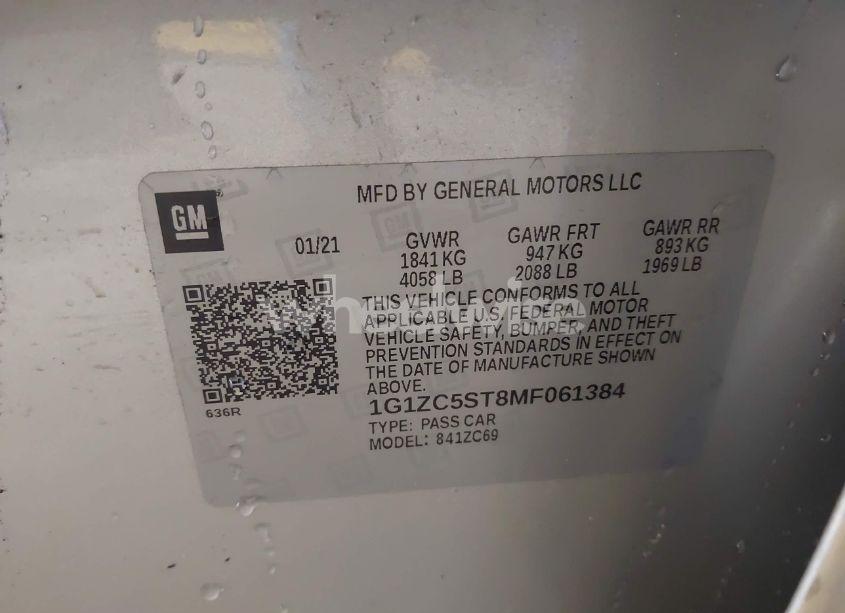 MFD BY GENERAL MOTORS LLC
GM
01/21
GVWR
1841 KG
4058 LB
GAWR FRT
947 KG
2088 LB
GAWR RR
893 KG
1969 LB
THIS VEHICLE CONFORMS TO ALL
APPLICABLE U.S. FEDERAL MOTOR
VEHICLE SAFETY, BUMPER, AND THEFT
PREVENTION STANDARDS IN EFFECT ON
THE DATE OF MANUFACTURE SHOWN
ABOVE.
636R
1G1ZC5ST8MF061384
TYPE: PASS CAR
MODEL: 841ZC69